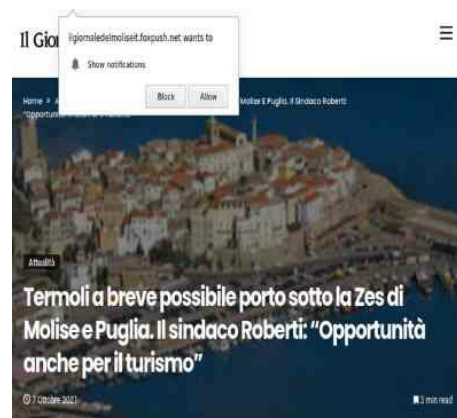 Il Gior
ilgiornaledelmoliseit.foxpush.net wants to
Show notifications
Block Allow
Home » A Molise E Puglia. Il Sindaco Roberti:
Attualità
Termoli a breve possibile porto sotto la Zes di
Molise e Puglia. Il sindaco Roberti: “Opportunità
anche per il turismo”
7 Ottobre 2021 3 min read